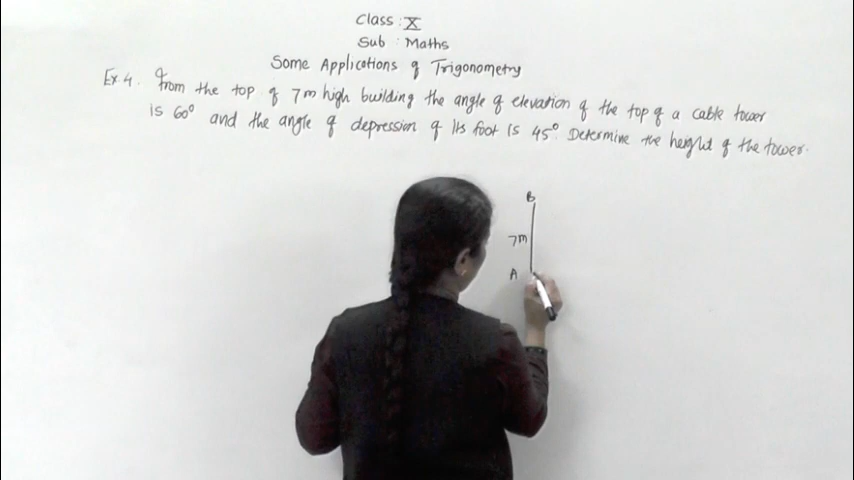 Class : X
Sub : Maths
Some Applications of Trigonometry
Ex 4. From the top of 7m high building the angle of elevation of the top of a cable tower
is 60° and the angle of depression of its foot is 45°. Determine the height of the tower.
B
7m
A